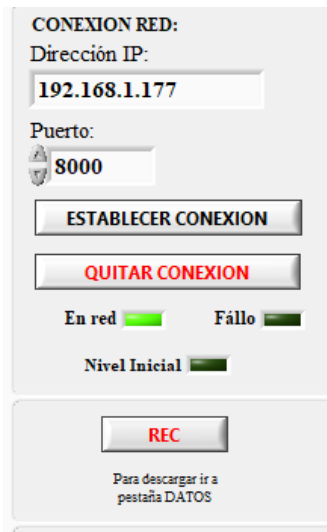 CONEXION RED:
Dirección IP:
192.168.1.177
Puerto:
8000
ESTABLECER CONEXION
QUITAR CONEXION
En red Fállo
Nivel Inicial
REC
Para descargar ir a
pestaña DATOS